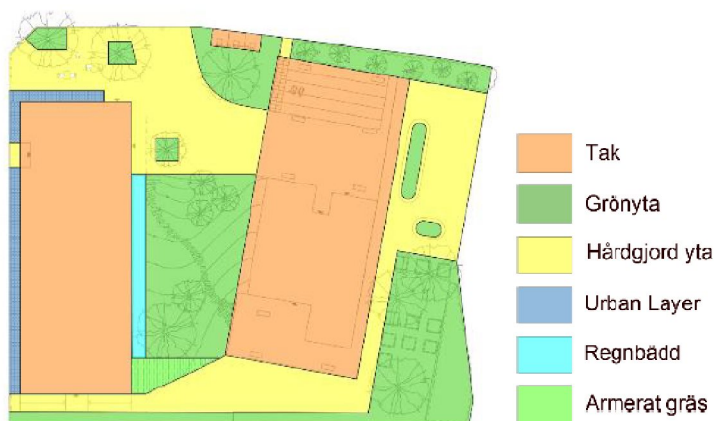 Tak
Grönyta
Hårdgjord yta
Urban Layer
Regnbädd
Armerat gräs